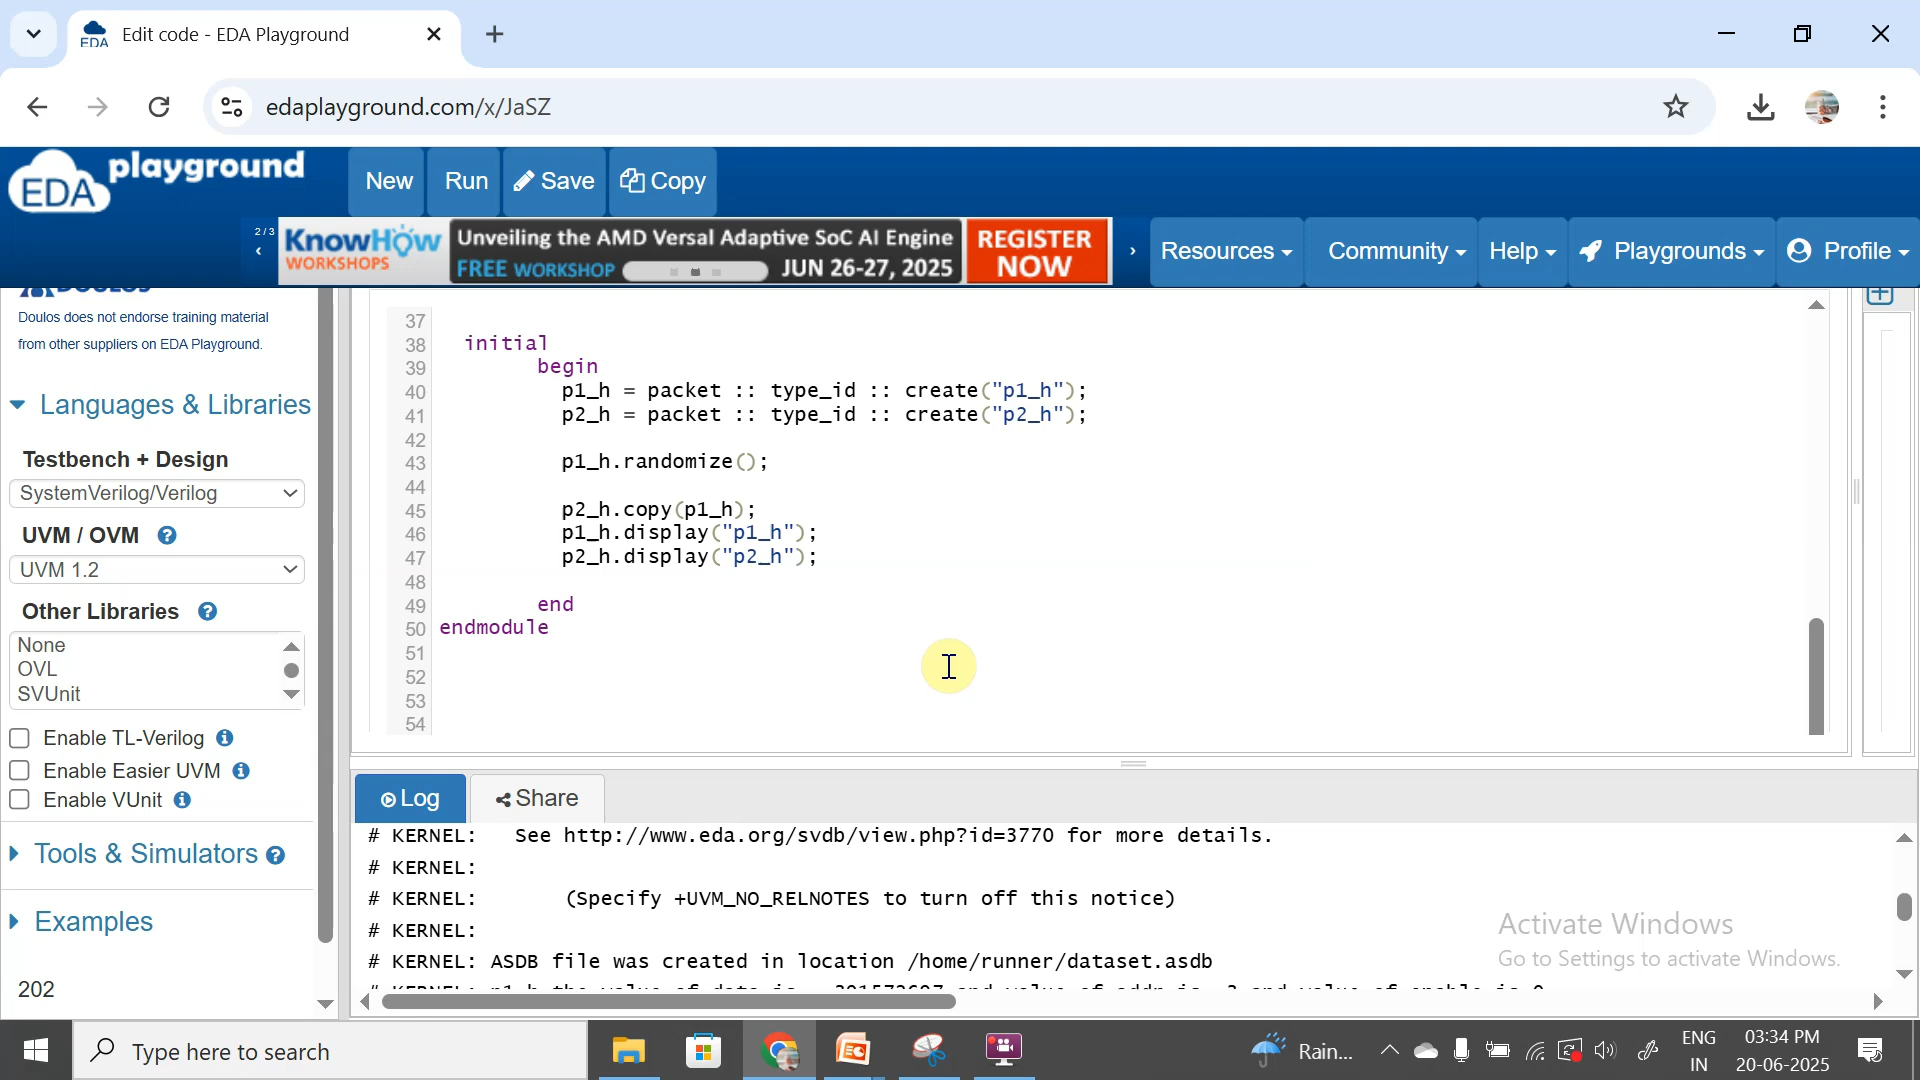 Edit code - EDA Playground
edaplayground.com/x/JaSZ
EDA playground
New
Run
Save
Copy
2/3
KnowHow
WORKSHOPS
Unveiling the AMD Versal Adaptive SoC AI Engine
FREE WORKSHOP
JUN 26-27, 2025
REGISTER
NOW
Resources
Community
Help
Playgrounds
Profile
Doulos does not endorse training material
from other suppliers on EDA Playground.
Languages & Libraries
Testbench + Design
SystemVerilog/Verilog
UVM / OVM
UVM 1.2
Other Libraries
None
OVL
SVUnit
Enable TL-Verilog
Enable Easier UVM
Enable VUnit
Tools & Simulators
Examples
202
37
38 initial
39 begin
40 p1_h = packet :: type_id :: create("p1_h");
41 p2_h = packet :: type_id :: create("p2_h");
42
43 p1_h.randomize();
44
45 p2_h.copy(p1_h);
46 p1_h.display("p1_h");
47 p2_h.display("p2_h");
48
49 end
50 endmodule
51
52
53
54
Log
Share
# KERNEL: See http://www.eda.org/svdb/view.php?id=3770 for more details.
# KERNEL:
# KERNEL: (Specify +UVM_NO_RELNOTES to turn off this notice)
# KERNEL:
# KERNEL: ASDB file was created in location /home/runner/dataset.asdb
Activate Windows
Go to Settings to activate Windows.
Type here to search
Rain...
ENG
IN
03:34 PM
20-06-2025